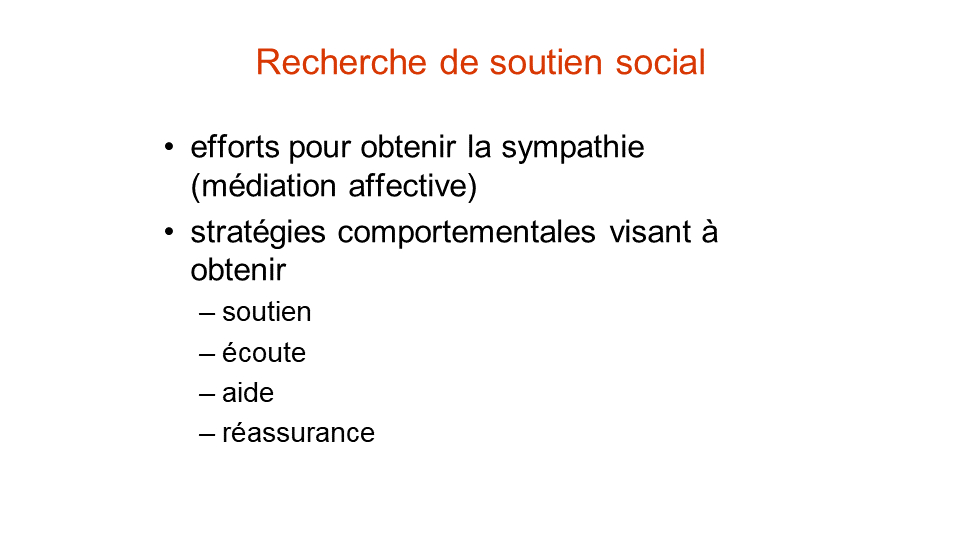 Recherche de soutien social
• efforts pour obtenir la sympathie
(médiation affective)
• stratégies comportementales visant à
obtenir
– soutien
– écoute
– aide
– réassurance